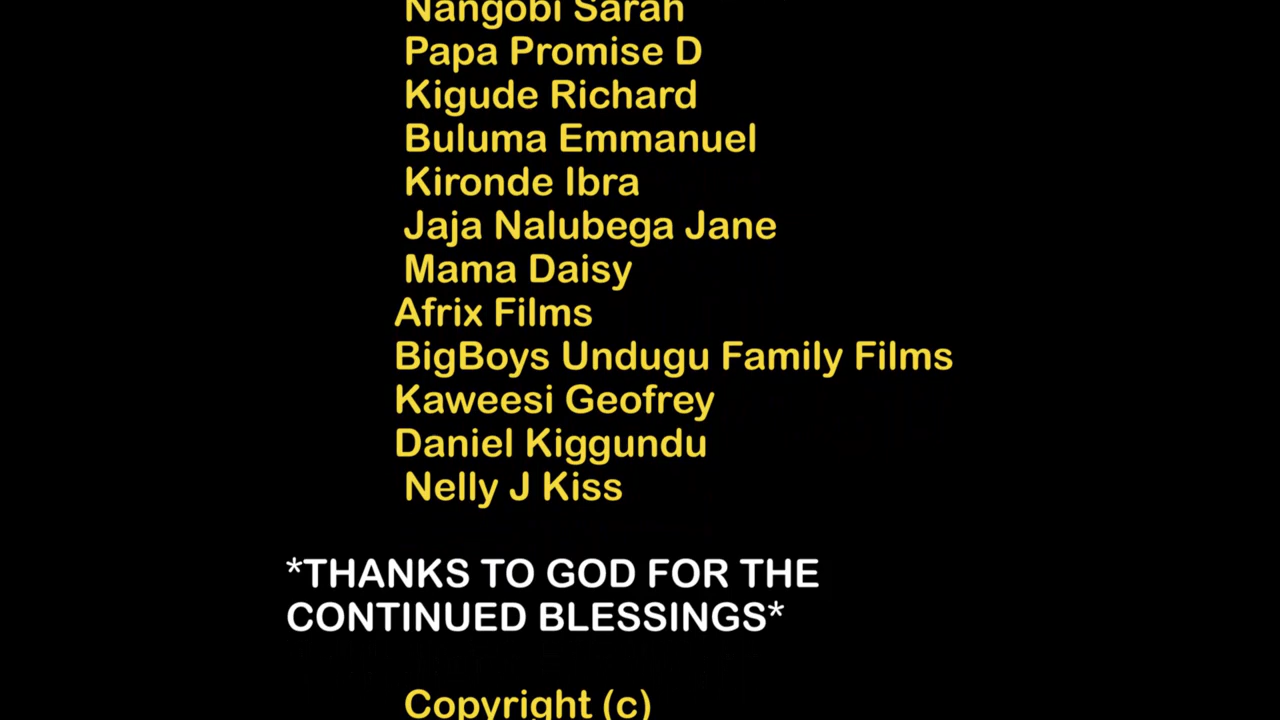 Nangobi Sarah
Papa Promise D
Kigude Richard
Buluma Emmanuel
Kironde Ibra
Jaja Nalubega Jane
Mama Daisy
Afrix Films
BigBoys Undugu Family Films
Kaweesi Geofrey
Daniel Kiggundu
Nelly J Kiss
*THANKS TO GOD FOR THE
CONTINUED BLESSINGS*
Copyright (c)